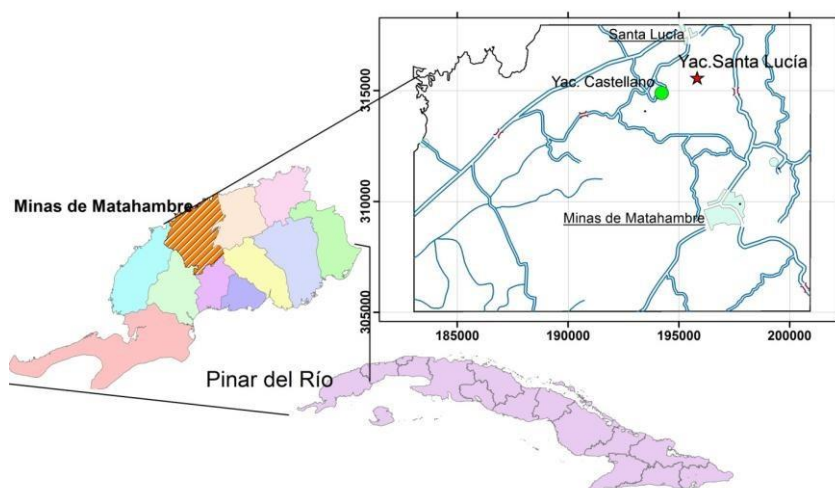 Santa Lucía
Yac.Santa Lucía
Yac. Castellano
315000
310000
305000
Minas de Matahambre
Minas de Matahambre
185000
190000
195000
200000
Pinar del Río